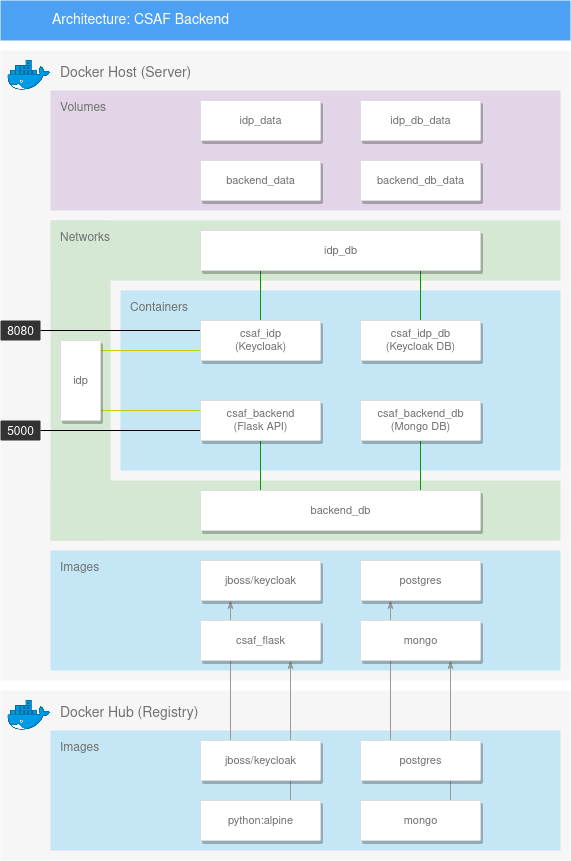 Architecture: CSAF Backend
Docker Host (Server)
Volumes
idp_data
idp_db_data
backend_data
backend_db_data
Networks
idp_db
Containers
8080
csaf_idp
(Keycloak)
csaf_idp_db
(Keycloak DB)
idp
csaf_backend
(Flask API)
csaf_backend_db
(Mongo DB)
5000
backend_db
Images
jboss/keycloak
postgres
csaf_flask
mongo
Docker Hub (Registry)
Images
jboss/keycloak
postgres
python:alpine
mongo